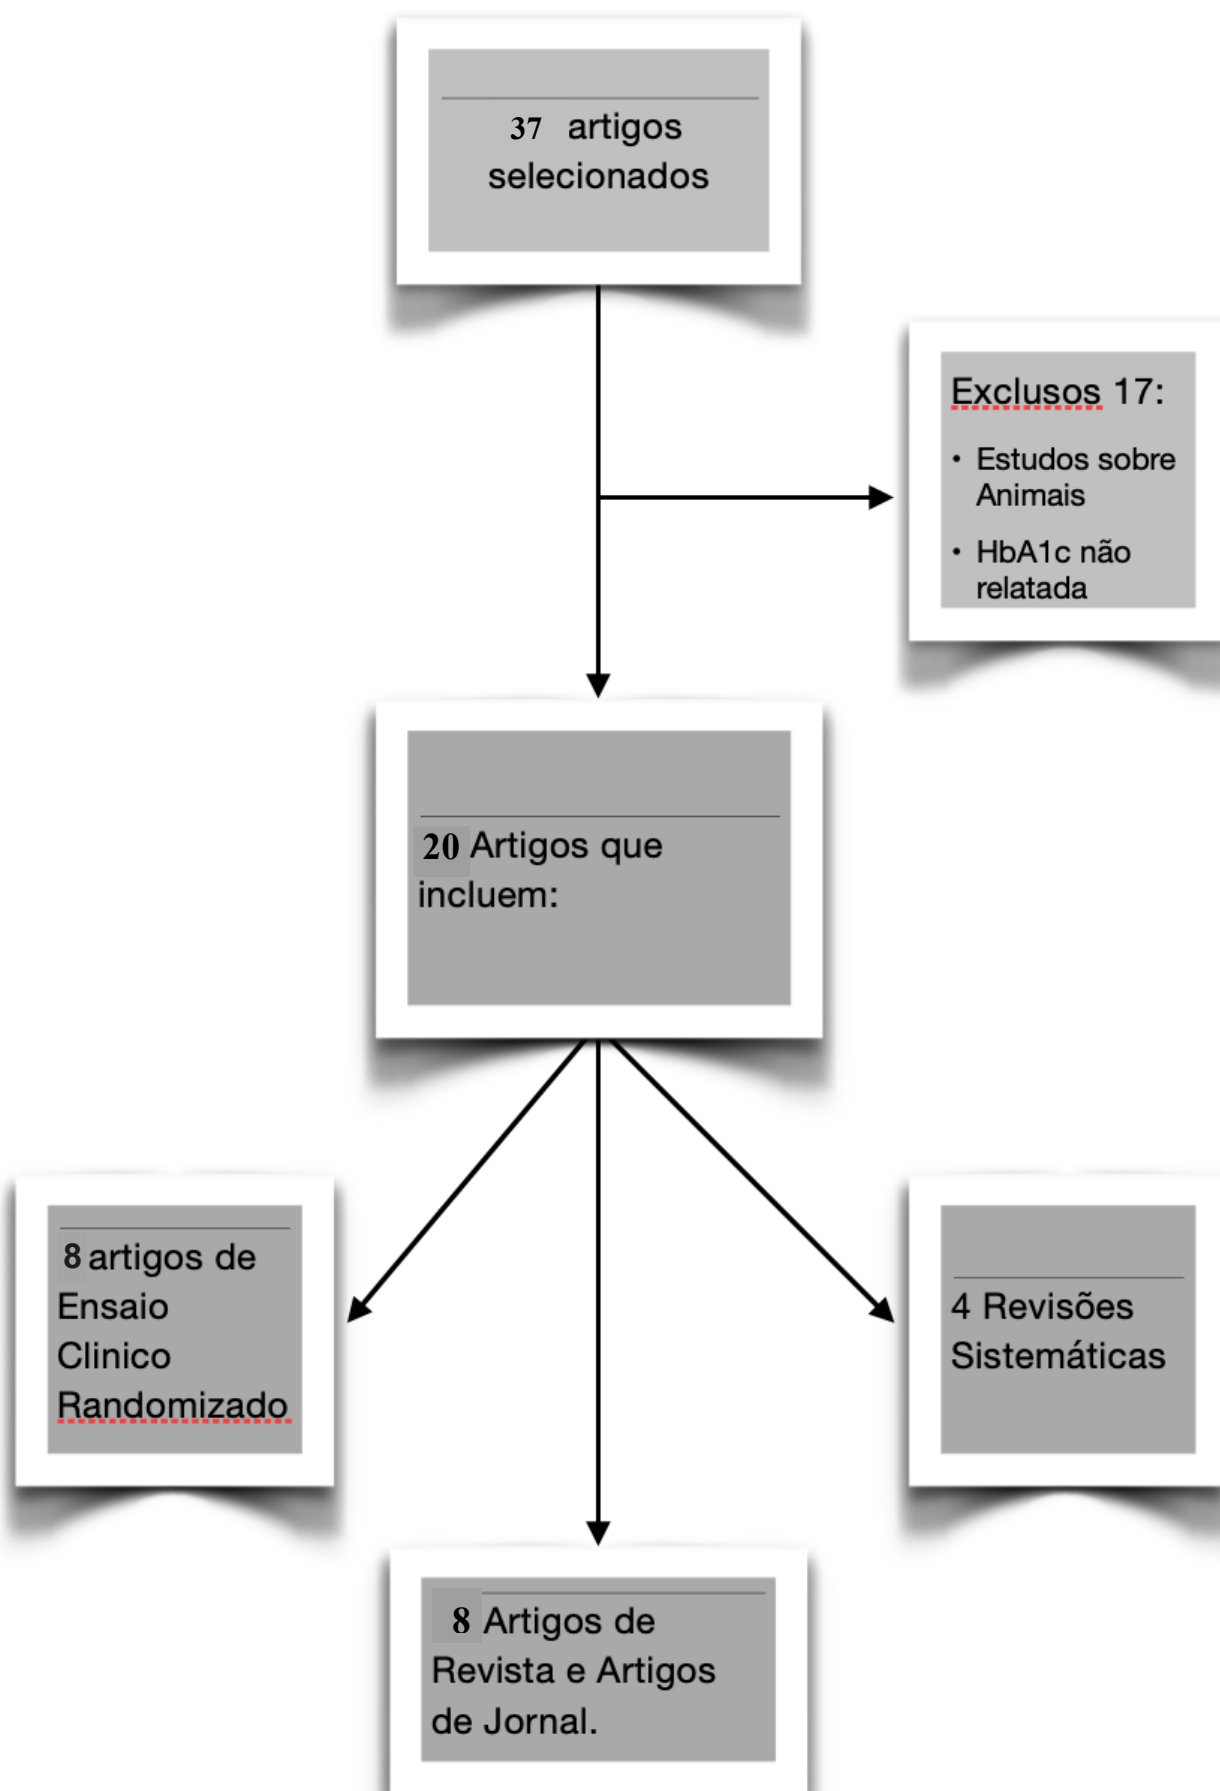 37 artigos
selecionados
Exclusos 17:
• Estudos sobre
Animais
• HbA1c não
relatada
20 Artigos que
incluem:
8 artigos de
Ensaio
Clinico
Randomizado
4 Revisões
Sistemáticas
8 Artigos de
Revista e Artigos
de Jornal.